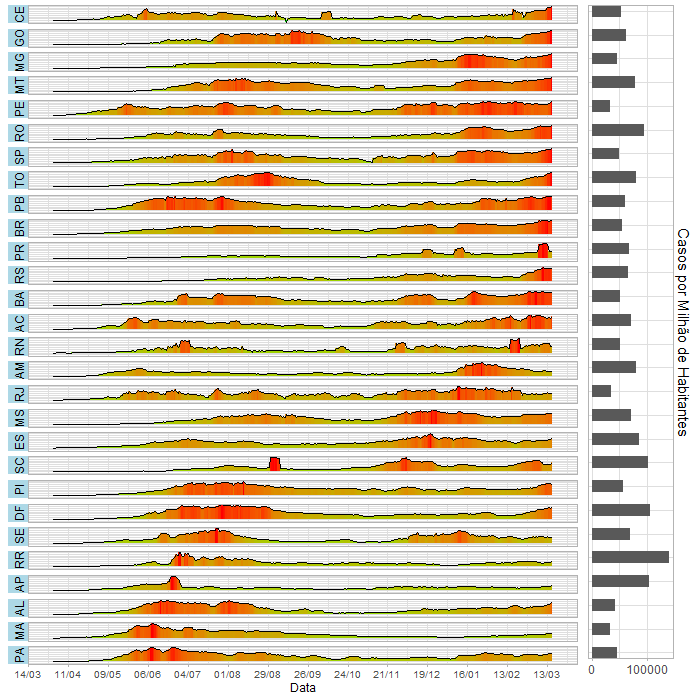 CE
GO
MG
MT
PE
RO
SP
TO
PB
BR
PR
RS
BA
AC
RN
AM
RJ
MS
ES
SC
PI
DF
SE
RR
AP
AL
MA
PA
14/03 11/04 09/05 06/06 04/07 01/08 29/08 26/09 24/10 21/11 19/12 16/01 13/02 13/03
Data
0 100000
Casos por Milhão de Habitantes